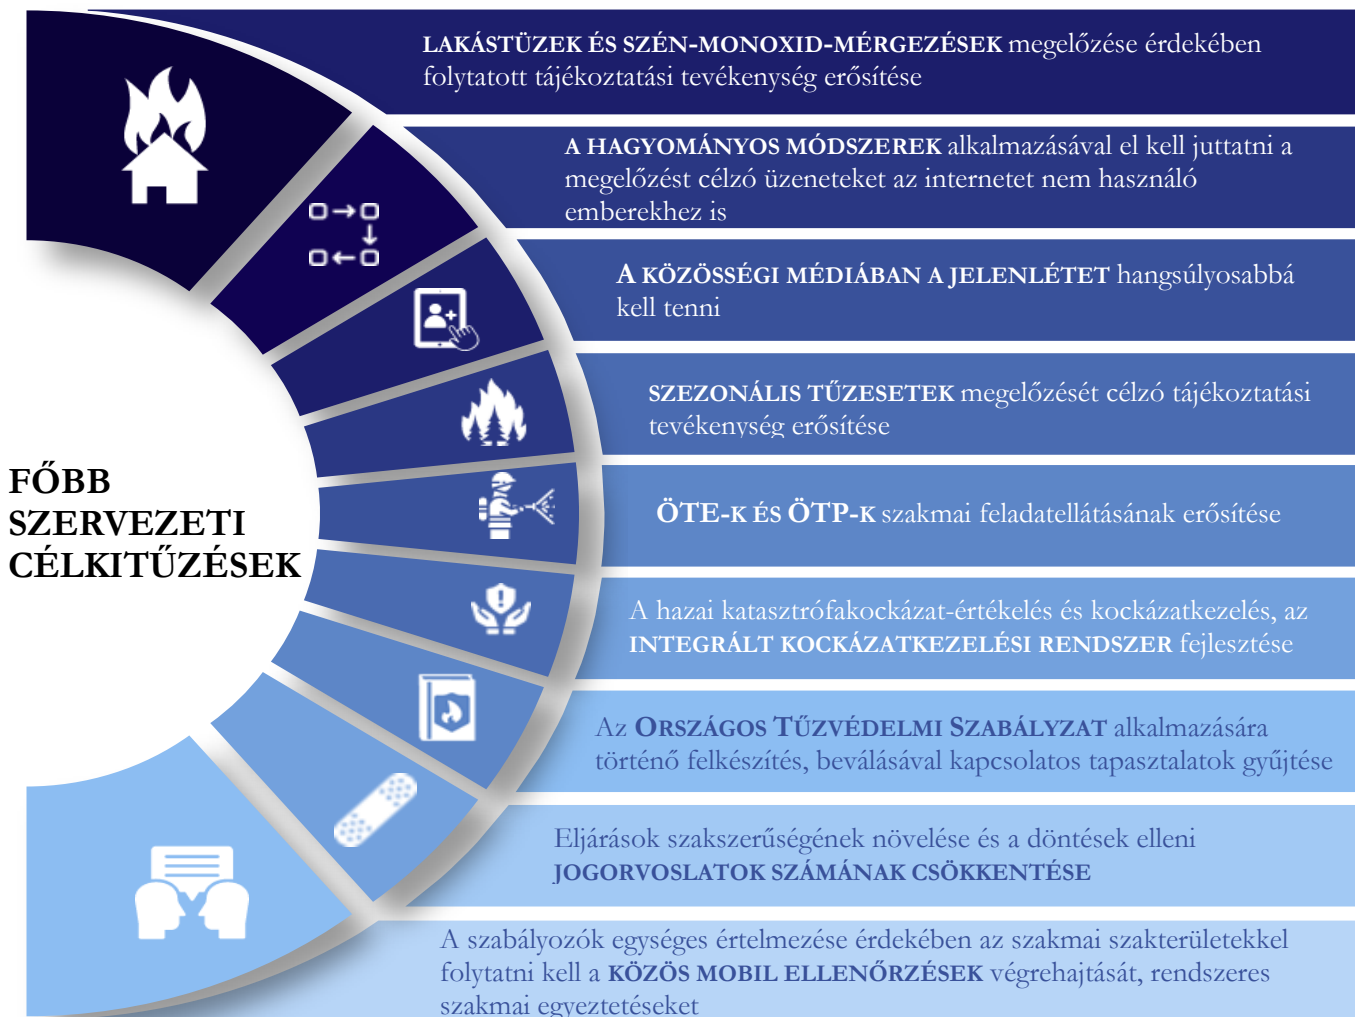 LAKÁSTÜZEK ÉS SZÉN-MONOXID-MÉRGEZÉSEK megelőzése érdekében
folytatott tájékoztatási tevékenység erősítése
A HAGYOMÁNYOS MÓDSZEREK alkalmazásával el kell juttatni a
megelőzést célzó üzeneteket az internetet nem használó
emberekhez is
A KÖZÖSSÉGI MÉDIÁBAN A JELENLÉTET hangsúlyosabbá
kell tenni
SZEZONÁLIS TŰZESETEK megelőzését célzó tájékoztatási
tevékenység erősítése
FŐBB
SZERVEZETI
CÉLKITŰZÉSEK
ÖTE-K ÉS ÖTP-K szakmai feladatellátásának erősítése
A hazai katasztrófakockázat-értékelés és kockázatkezelés, az
INTEGRÁLT KOCKÁZATKEZELÉSI RENDSZER fejlesztése
Az ORSZÁGOS TŰZVÉDELMI SZABÁLYZAT alkalmazására
történő felkészítés, beválásával kapcsolatos tapasztalatok gyűjtése
Eljárások szakszerűségének növelése és a döntések elleni
JOGORVOSLATOK SZÁMÁNAK CSÖKKENTÉSE
A szabályozók egységes értelmezése érdekében az szakmai szakterületekkel
folytatni kell a KÖZÖS MOBIL ELLENŐRZÉSEK végrehajtását, rendszeres
szakmai egyeztetéseket